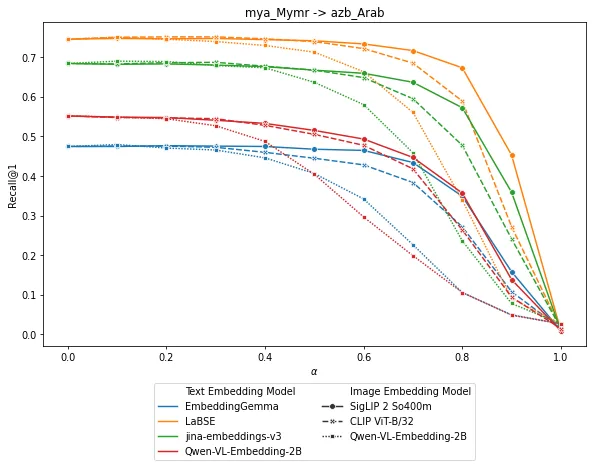 mya_Mymr -> azb_Arab
Recall@1
0.7
0.6
0.5
0.4
0.3
0.2
0.1
0.0
0.0 0.2 0.4 0.6 0.8 1.0
α
Text Embedding Model Image Embedding Model
EmbeddingGemma SigLIP 2 So400m
LaBSE CLIP ViT-B/32
jina-embeddings-v3 Qwen-VL-Embedding-2B
Qwen-VL-Embedding-2B